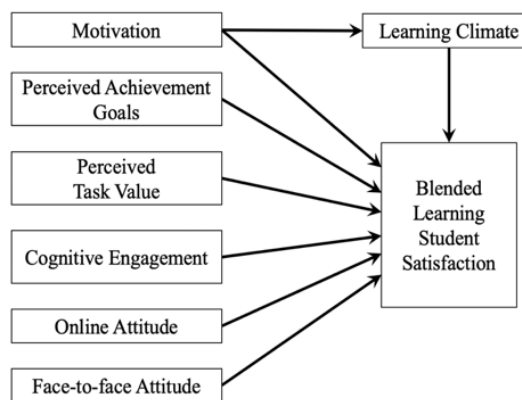 Motivation
Learning Climate
Perceived Achievement
Goals
Perceived
Task Value
Blended
Learning
Student
Satisfaction
Cognitive Engagement
Online Attitude
Face-to-face Attitude